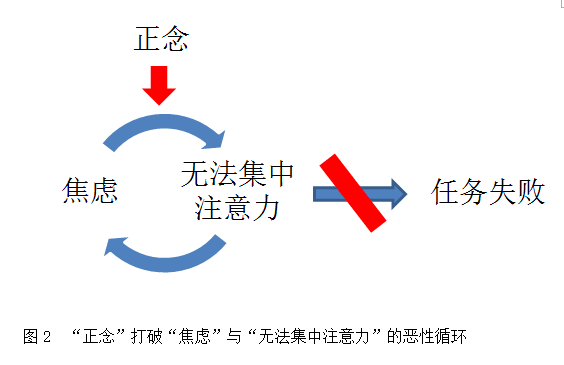 正念
焦虑
无法集中
注意力
任务失败
图2 “正念”打破“焦虑”与“无法集中注意力”的恶性循环